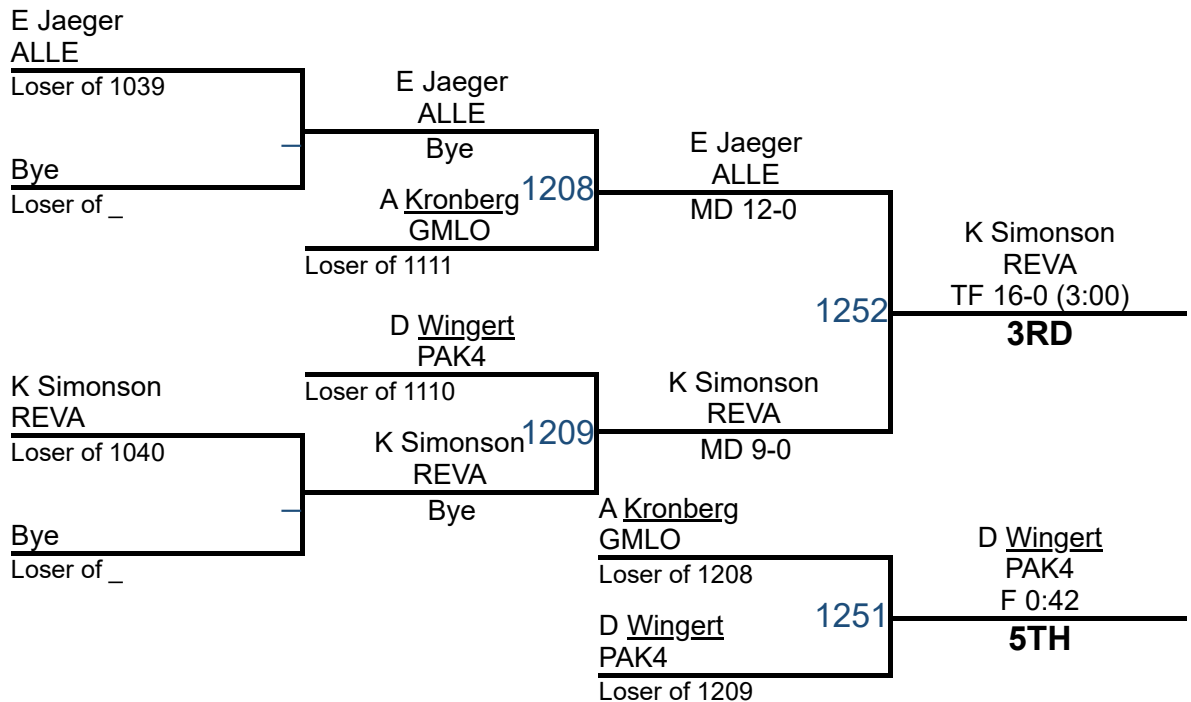 E Jaeger
ALLE
Loser of 1039
Bye
Loser of _
E Jaeger
ALLE
Bye
A Kronberg
GMLO
Loser of 1111
1208
E Jaeger
ALLE
MD 12-0
D Wingert
PAK4
Loser of 1110
K Simonson
REVA
Loser of 1040
Bye
Loser of _
K Simonson
REVA
Bye
1209
K Simonson
REVA
MD 9-0
1252
K Simonson
REVA
TF 16-0 (3:00)
3RD
A Kronberg
GMLO
Loser of 1208
D Wingert
PAK4
Loser of 1209
1251
D Wingert
PAK4
F 0:42
5TH